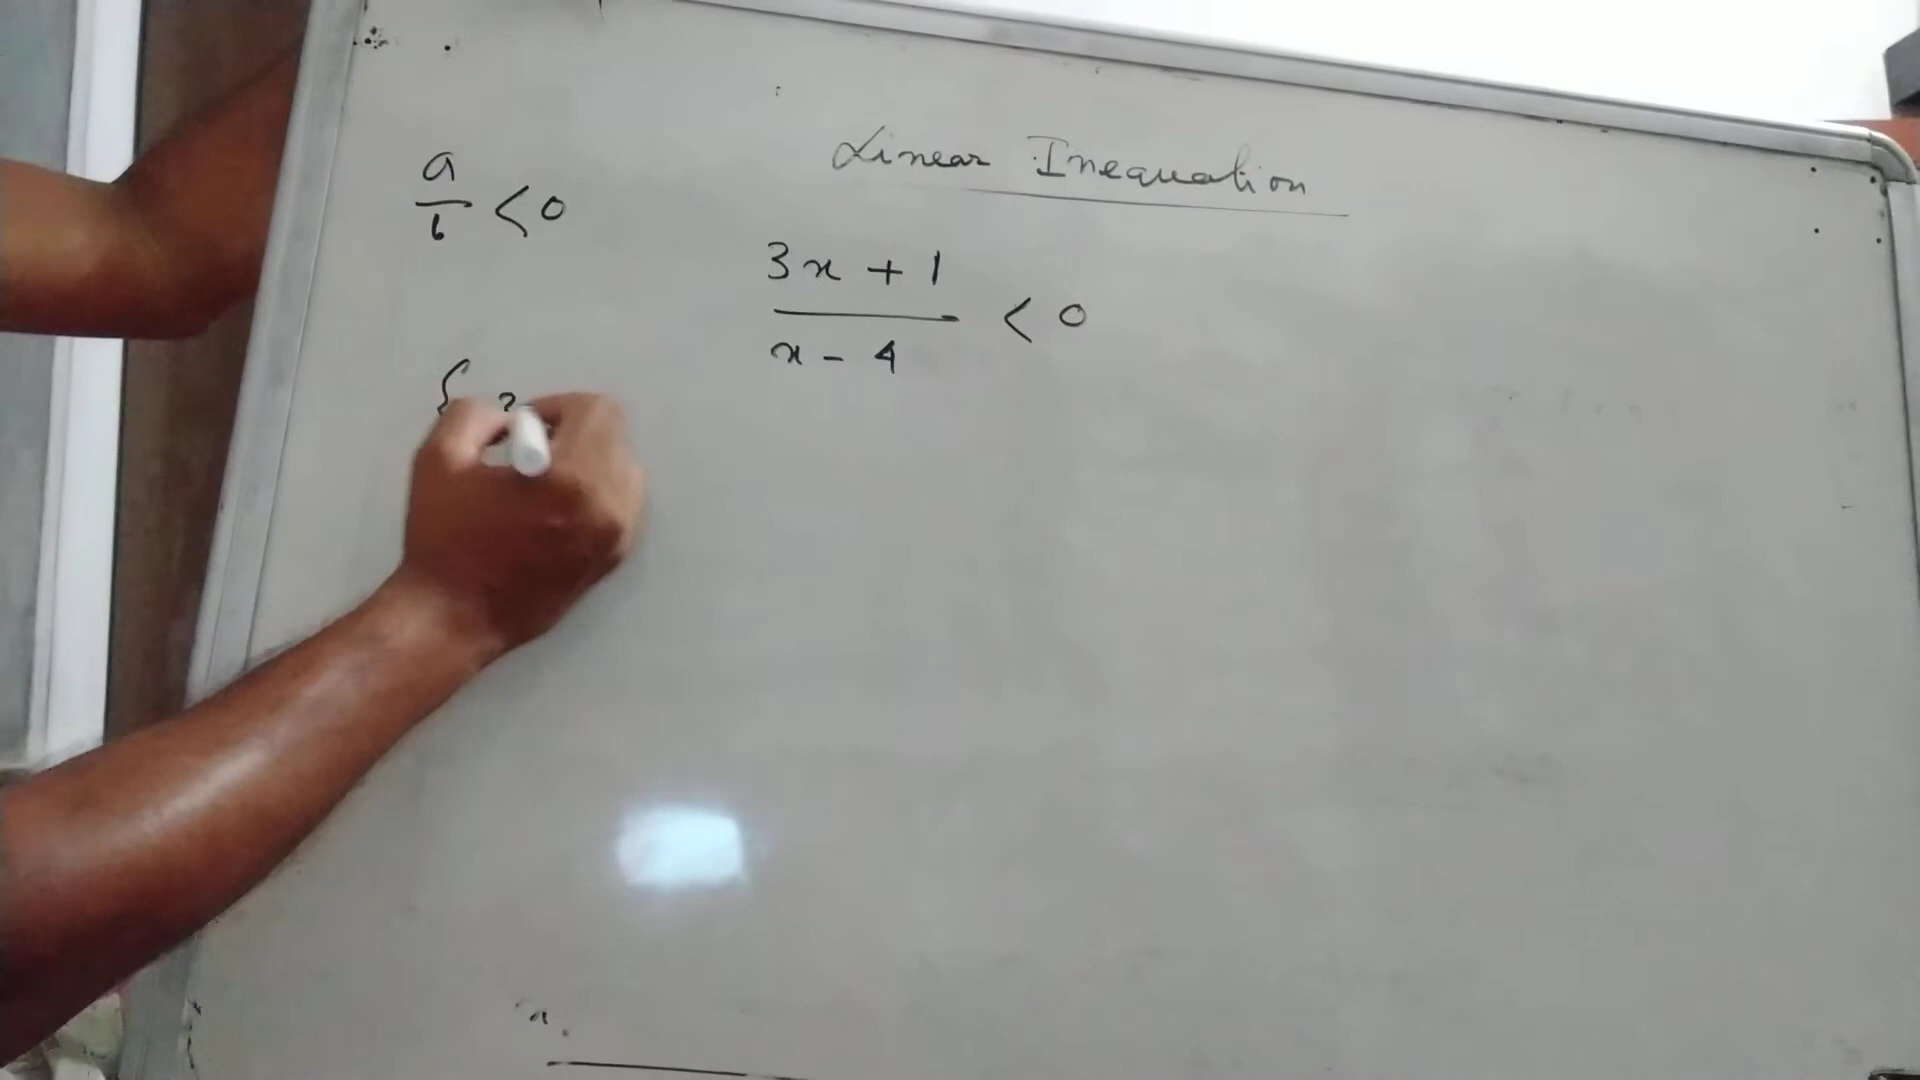 Linear Inequation
a/b < 0
3x + 1
/ x - 4 < 0
{